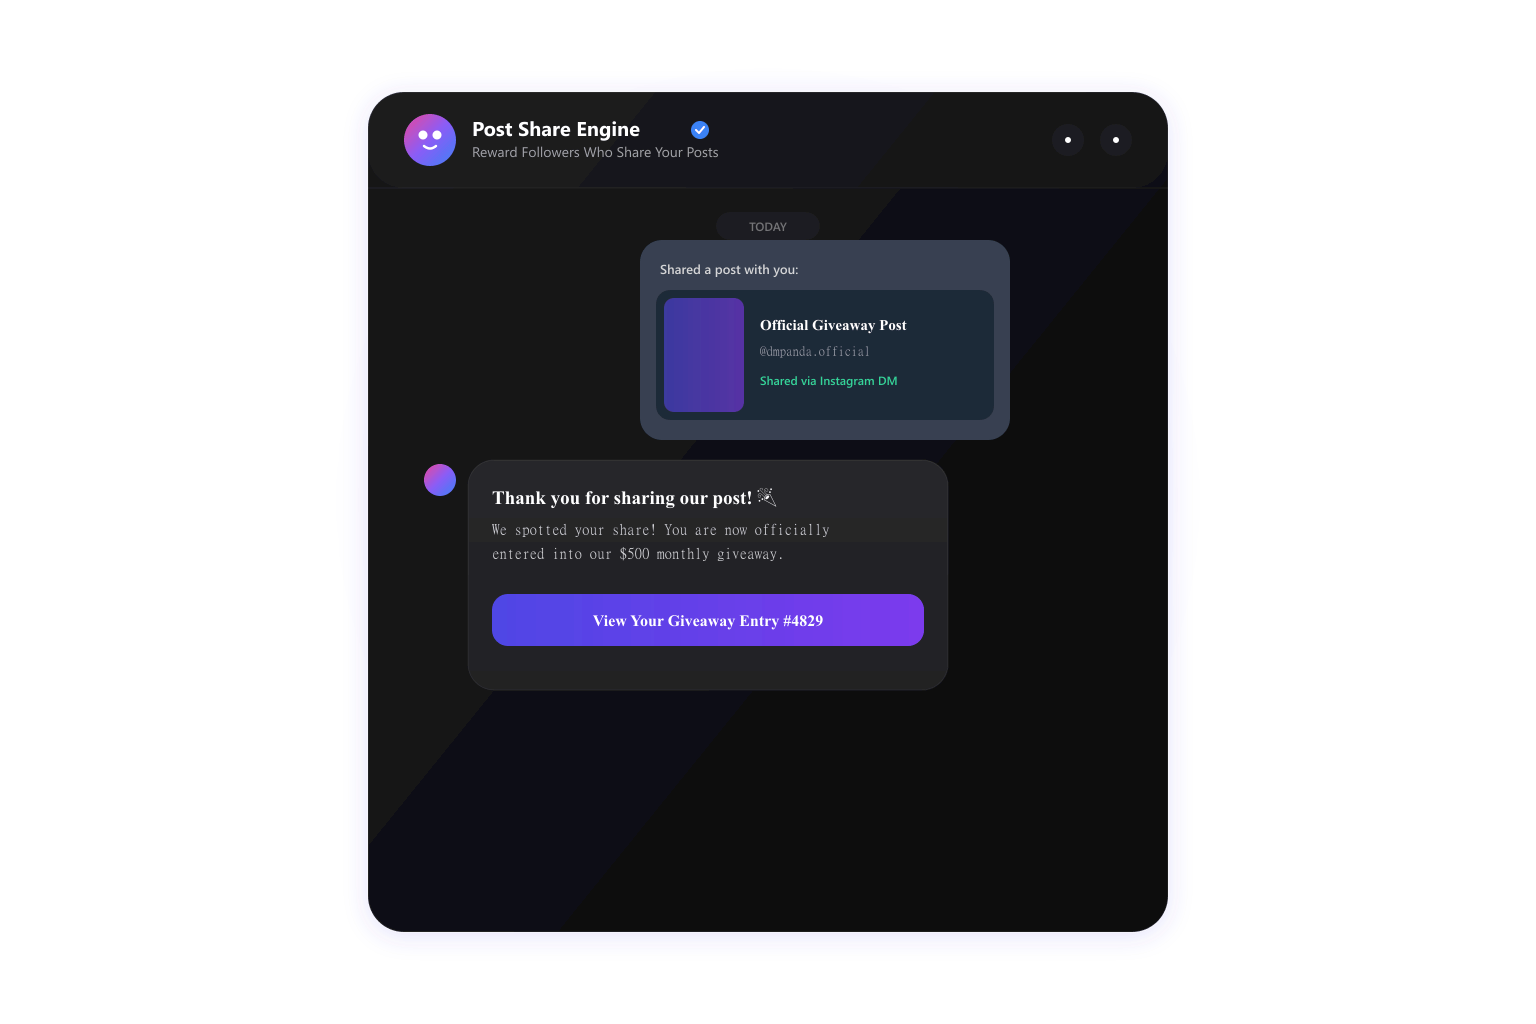 Post Share Engine
Reward Followers Who Share Your Posts
TODAY
Shared a post with you:
Official Giveaway Post
@dmpanda.official
Shared via Instagram DM
Thank you for sharing our post! 🎉
We spotted your share! You are now officially
entered into our $500 monthly giveaway.
View Your Giveaway Entry #4829